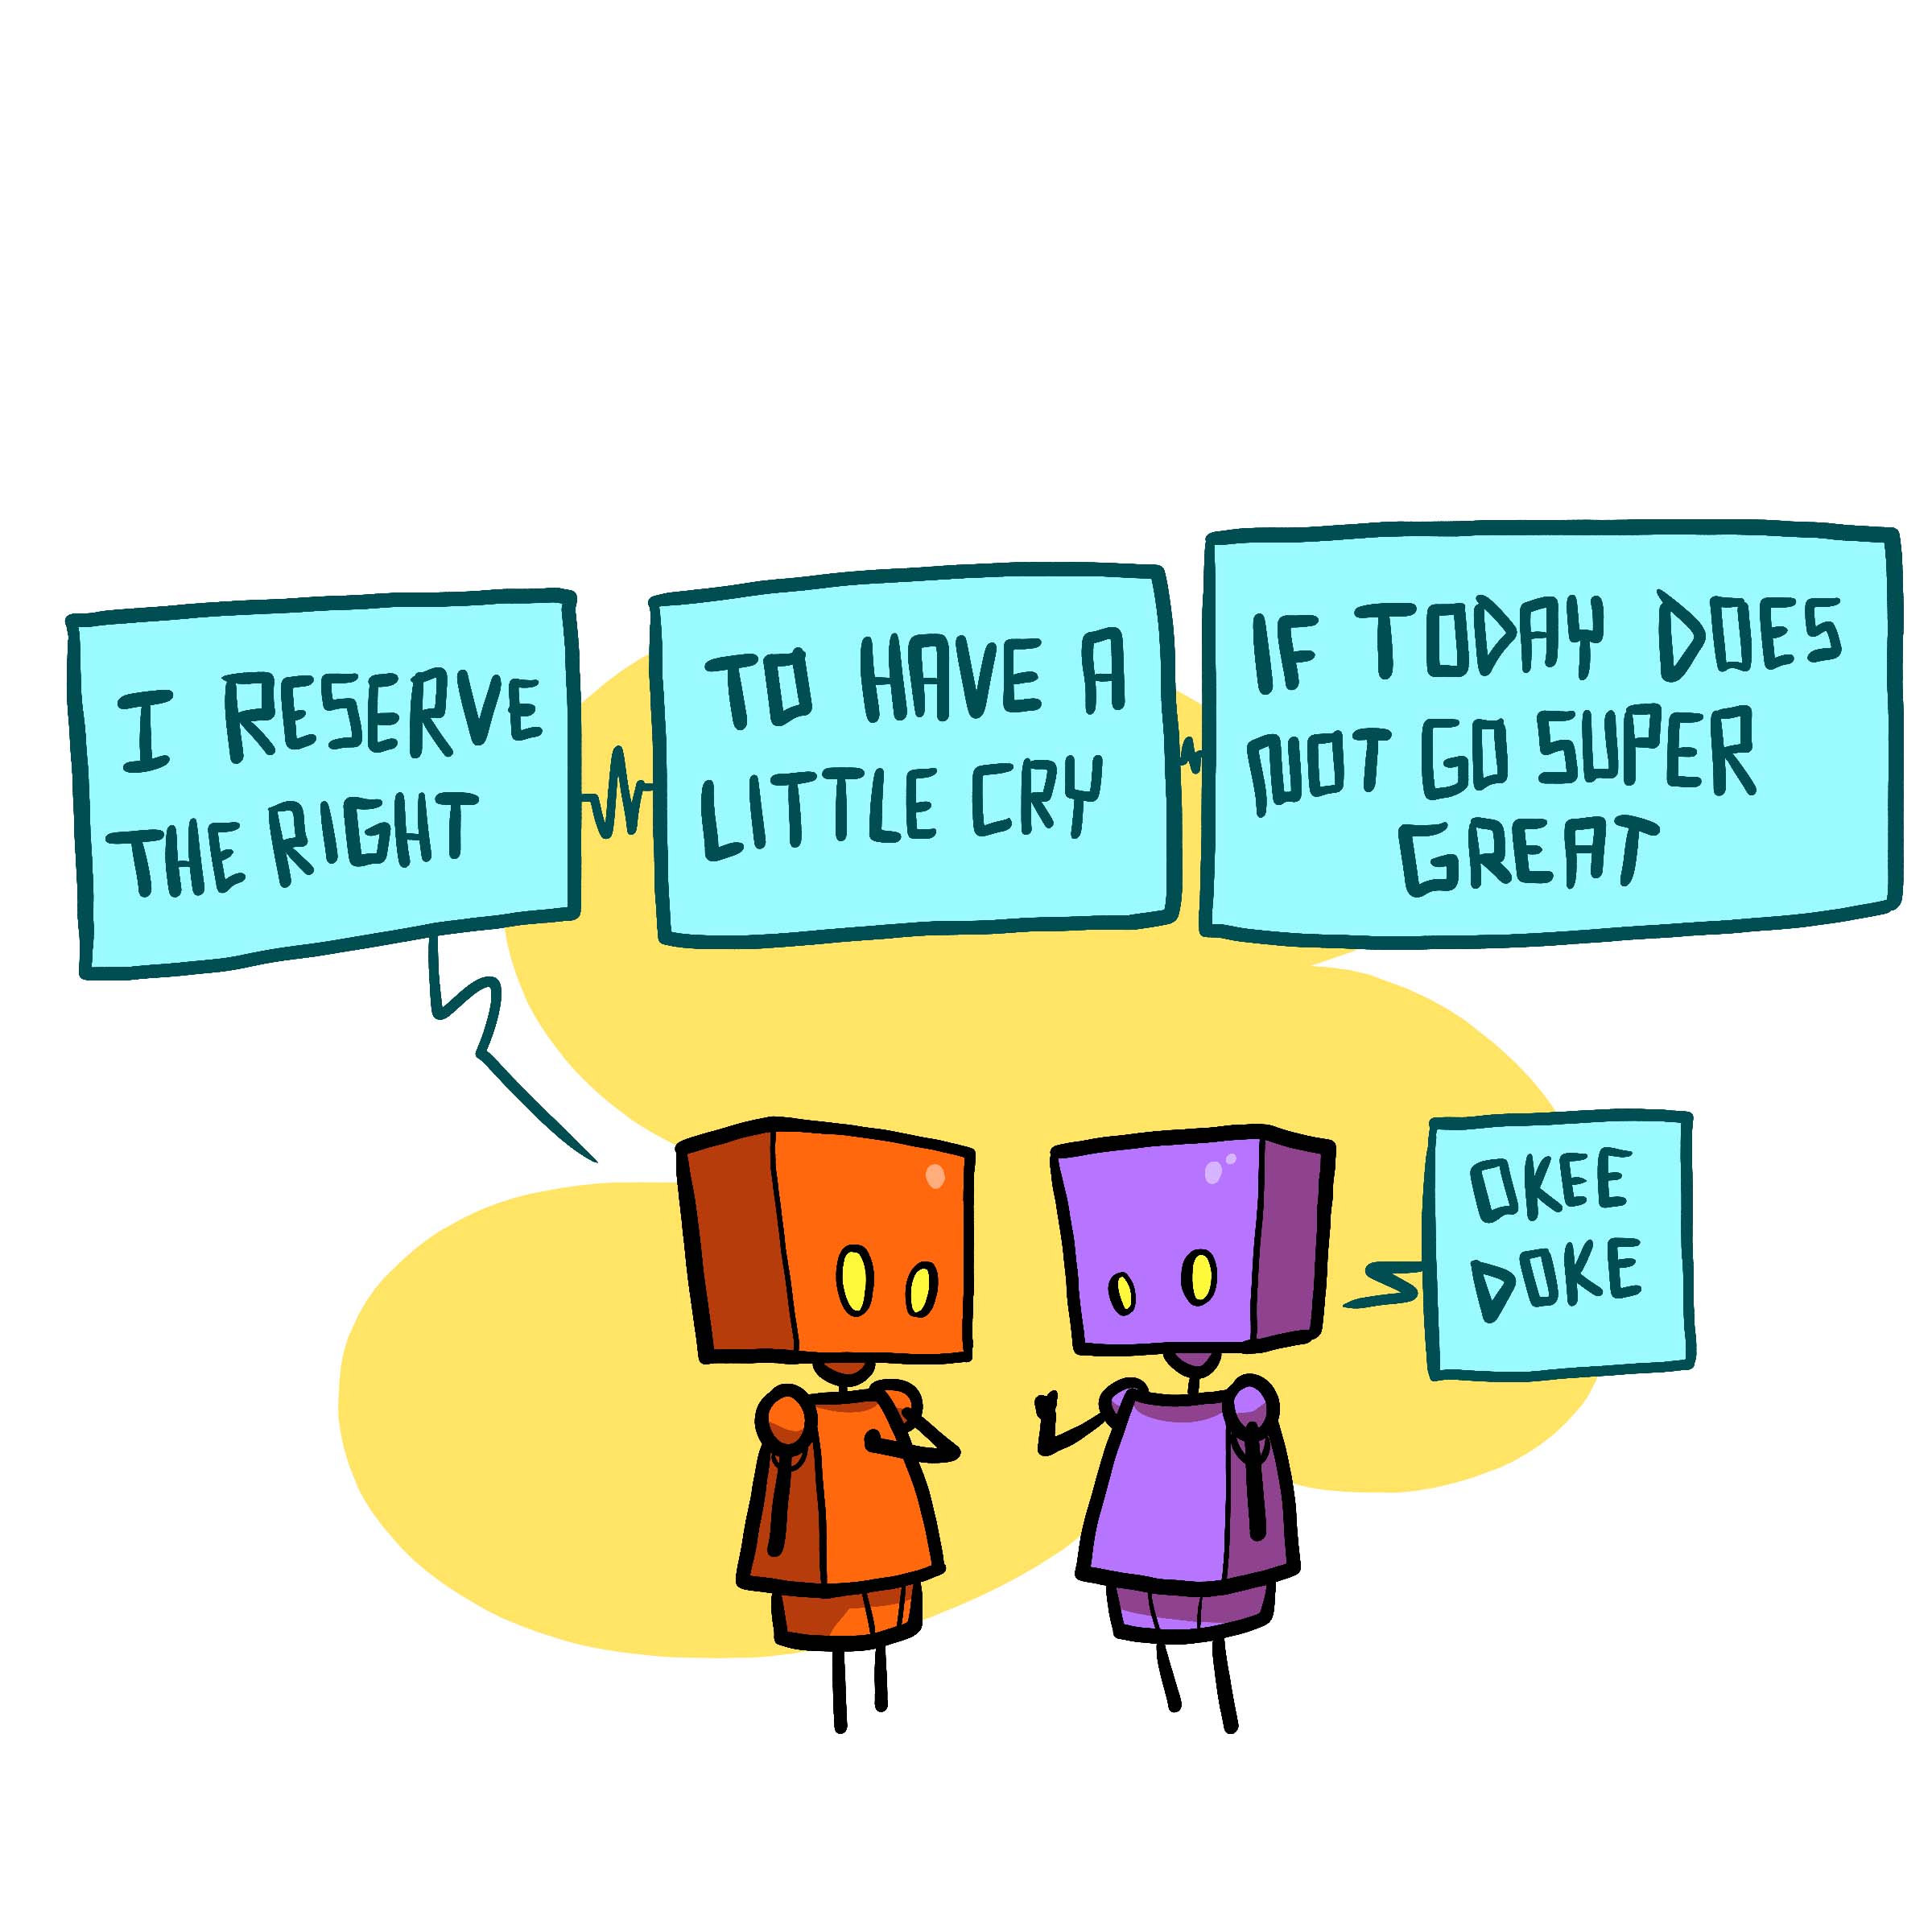 I RESERVE
THE RIGHT
TO HAVE A
LITTLE CRY
IF TODAY DOES
NOT GO SUPER
GREAT
OKEE
DOKE